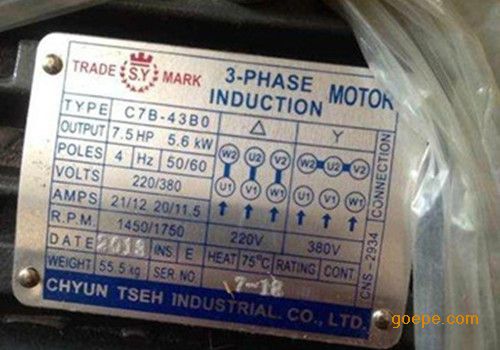 TRADE S.Y MARK 3-PHASE INDUCTION MOTOR
TYPE C7B-43B0
OUTPUT 7.5 HP 5.6 kW
POLES 4 Hz 50/60
VOLTS 220/380
AMPS 21/12 20/11.5
R.P.M. 1450/1750
DATE 2013 INS E
WEIGHT 55.5 kg SER.NO 7-18
△ Y
W2 U2 V2 W2 U2 V2
U1 V1 W1 U1 V1 W1
220V 380V
HEAT 75°C RATING CONT
CNS-2934 CONNECTION
CHYUN TSEH INDUSTRIAL. CO., LTD.
goepe.com